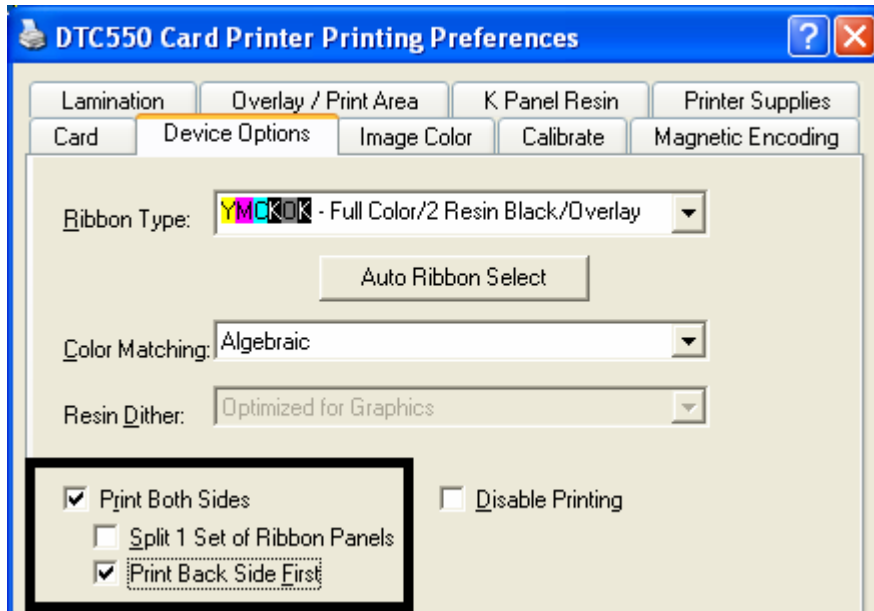 DTC550 Card Printer Printing Preferences
Lamination Overlay / Print Area K Panel Resin Printer Supplies
Card Device Options Image Color Calibrate Magnetic Encoding
Ribbon Type: YMCKOK - Full Color/2 Resin Black/Overlay
Auto Ribbon Select
Color Matching: Algebraic
Resin Dither: Optimized for Graphics
Print Both Sides Disable Printing
Split 1 Set of Ribbon Panels
Print Back Side First